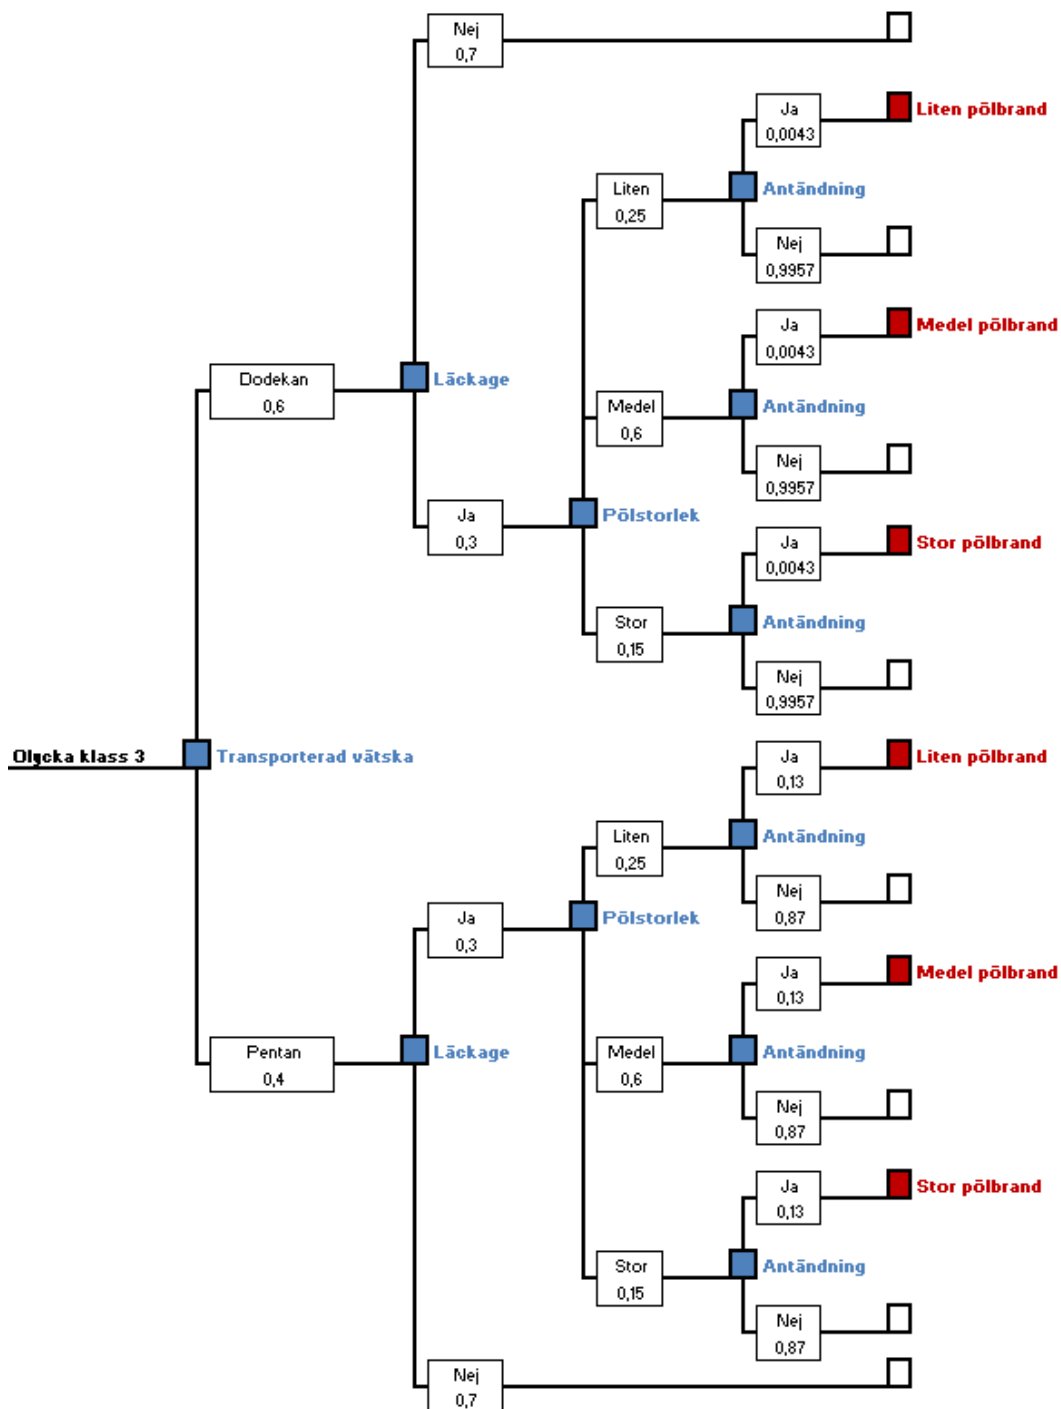 Nej
0,7
Ja
0,0043
Liten pölbrand
Liten
0,25
Antändning
Nej
0,9957
Ja
0,0043
Medel pölbrand
Dodekan
0,6
Läckage
Medel
0,6
Antändning
Nej
0,9957
Ja
0,3
Pölstorlek
Ja
0,0043
Stor pölbrand
Stor
0,15
Antändning
Nej
0,9957
Olycka klass 3
Transporterad vätska
Ja
0,13
Liten pölbrand
Liten
0,25
Antändning
Nej
0,87
Ja
0,3
Pölstorlek
Ja
0,13
Medel pölbrand
Pentan
0,4
Läckage
Medel
0,6
Antändning
Nej
0,87
Ja
0,13
Stor pölbrand
Stor
0,15
Antändning
Nej
0,87
Nej
0,7